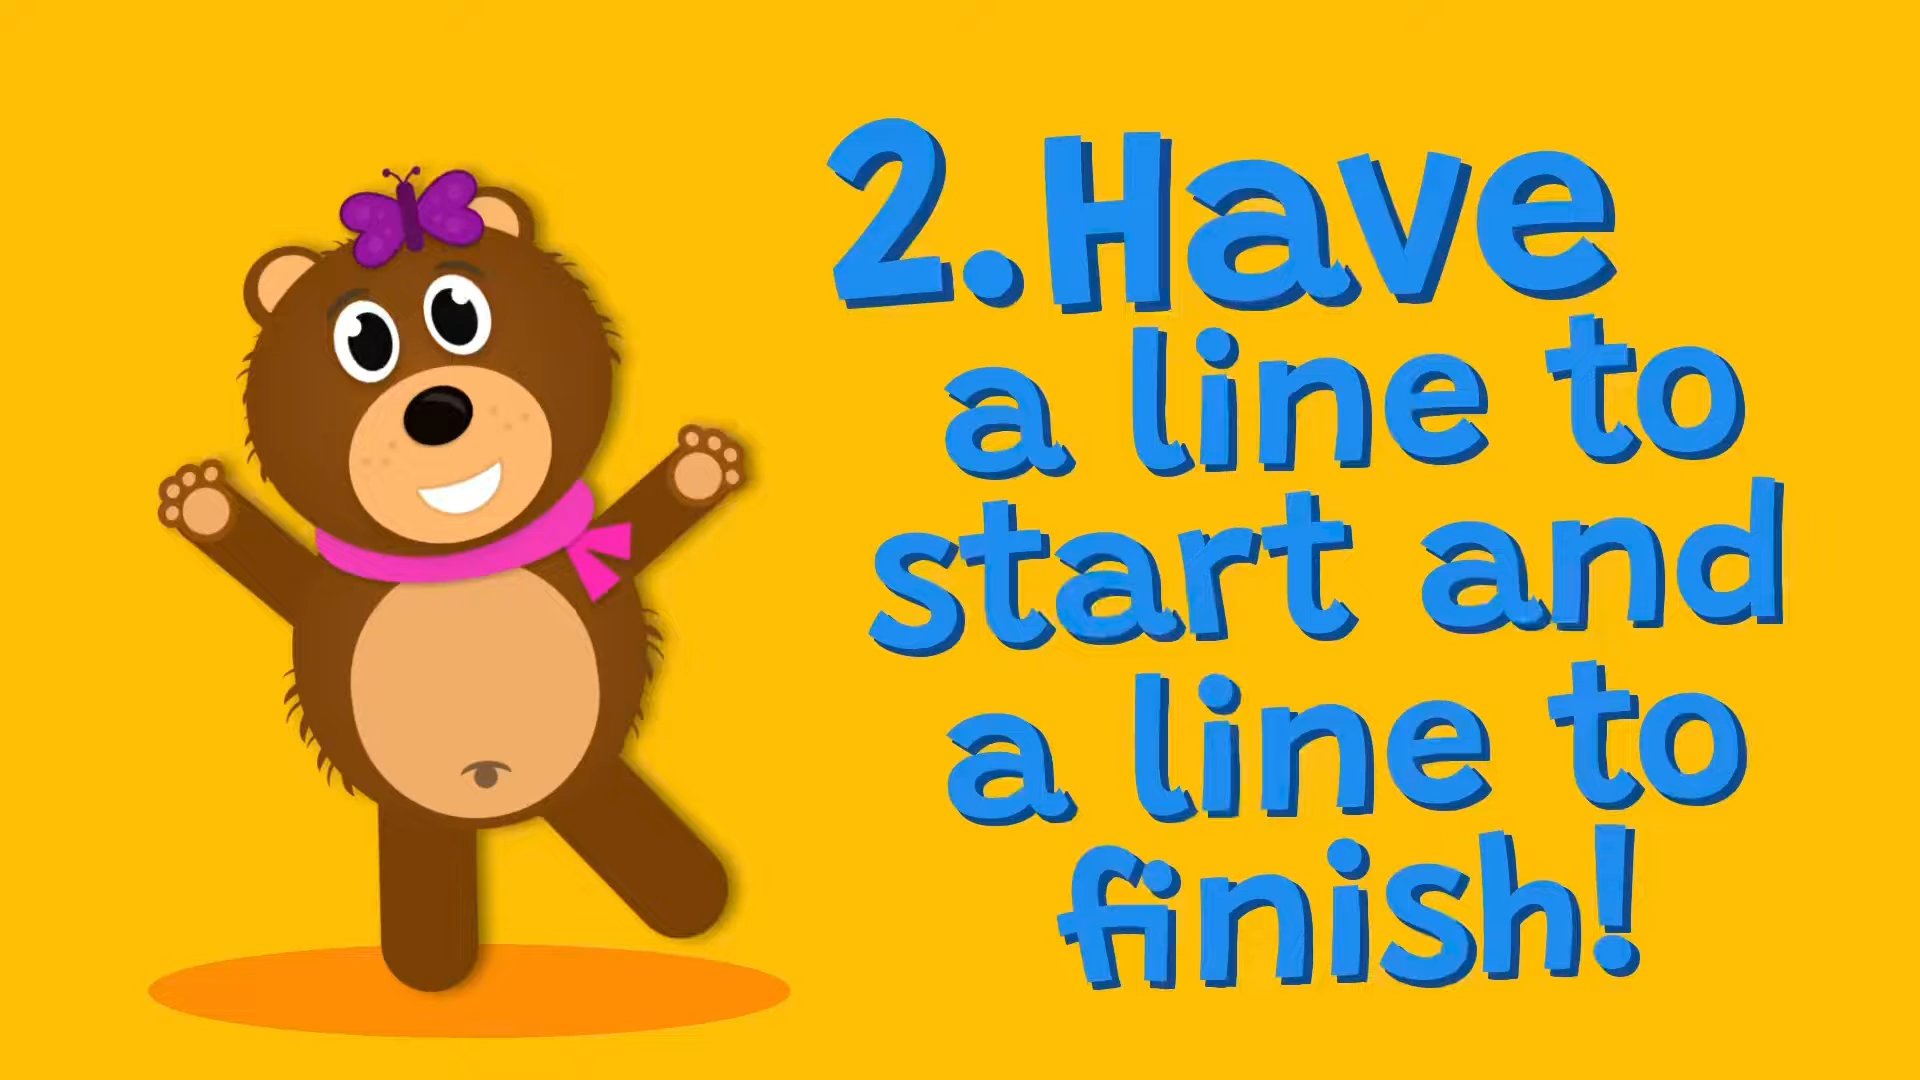 2. Have
a line to
start and
a line to
finish!